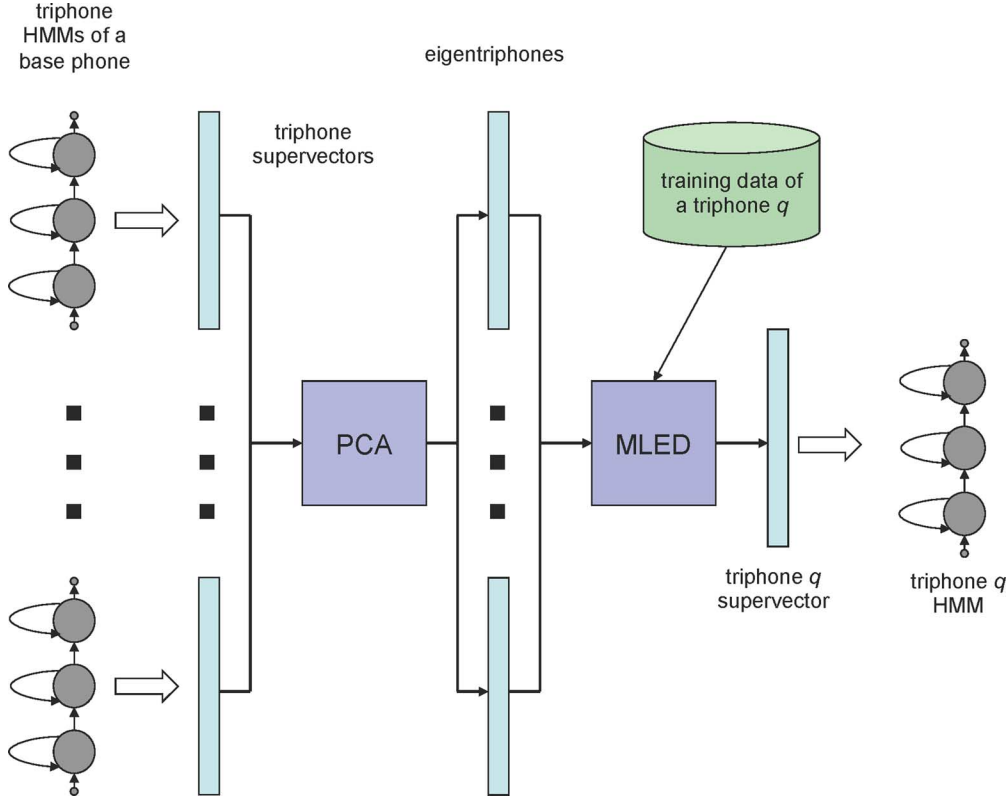 triphone
HMMs of a
base phone
eigentriphones
triphone
supervectors
training data of
a triphone q
PCA
MLED
triphone q
supervector
triphone q
HMM